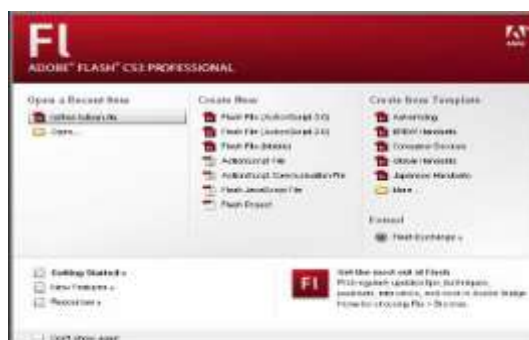 Fl
ADOBE® FLASH® CS3 PROFESSIONAL
Adobe
Open a Recent Item
Open...
Create New
Flash File (ActionScript 3.0)
Flash File (ActionScript 2.0)
Flash File (Mobile)
ActionScript File
ActionScript Communication File
Flash JavaScript File
Flash Project
Create from Template
Advertising
BREW Handsets
Consumer Devices
Global Handsets
Japanese Handsets
More...
Extend
Flash Exchange »
Getting Started »
New Features »
Resources »
Fl
Get the most out of Flash
Don't show again